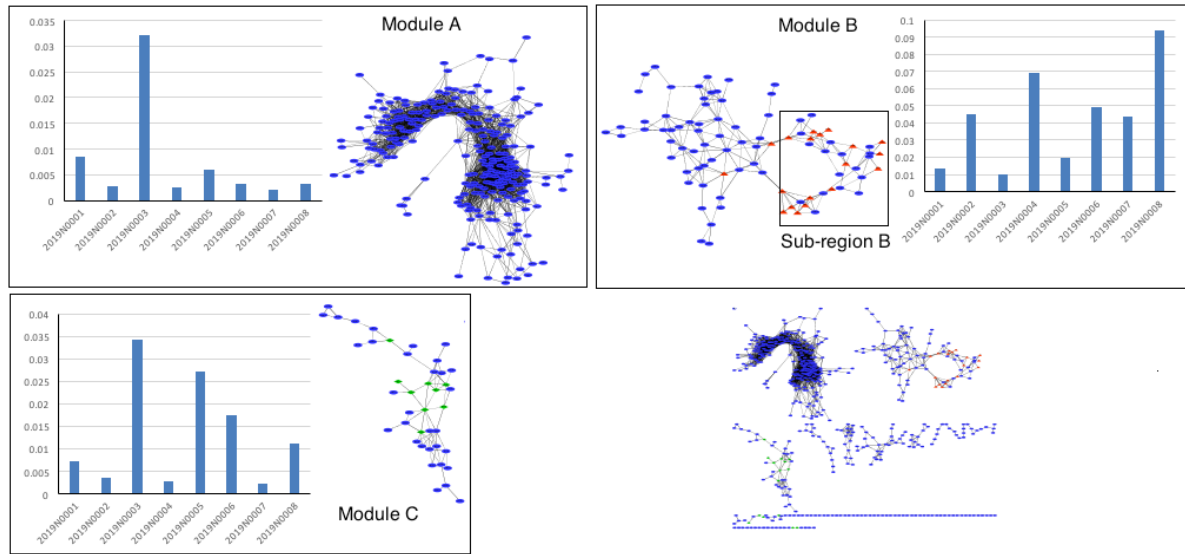 Module A
0.035
0.03
0.025
0.02
0.015
0.01
0.005
0
2019N0001
2019N0002
2019N0003
2019N0004
2019N0005
2019N0006
2019N0007
2019N0008
Module B
Sub-region B
0.1
0.09
0.08
0.07
0.06
0.05
0.04
0.03
0.02
0.01
0
2019N0001
2019N0002
2019N0003
2019N0004
2019N0005
2019N0006
2019N0007
2019N0008
0.04
0.035
0.03
0.025
0.02
0.015
0.01
0.005
0
2019N0001
2019N0002
2019N0003
2019N0004
2019N0005
2019N0006
2019N0007
2019N0008
Module C